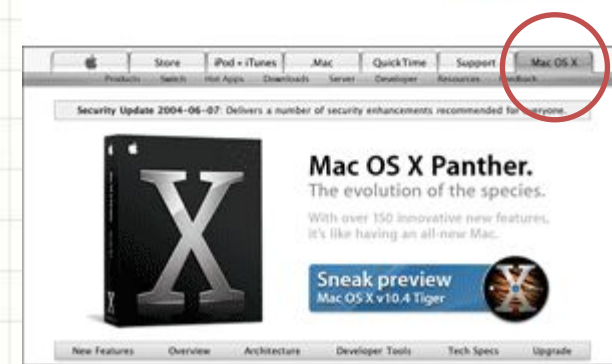 Store iPod + iTunes .Mac QuickTime Support Mac OS X
Products Switch Hot Apps Downloads Server Developer Resources Feedback
Security Update 2004-06-07: Delivers a number of security enhancements recommended for everyone.
X
Mac OS X Panther.
The evolution of the species.
With over 150 innovative new features,
it's like having an all-new Mac.
Sneak preview
Mac OS X v10.4 Tiger
X
New Features Overview Architecture Developer Tools Tech Specs Upgrade